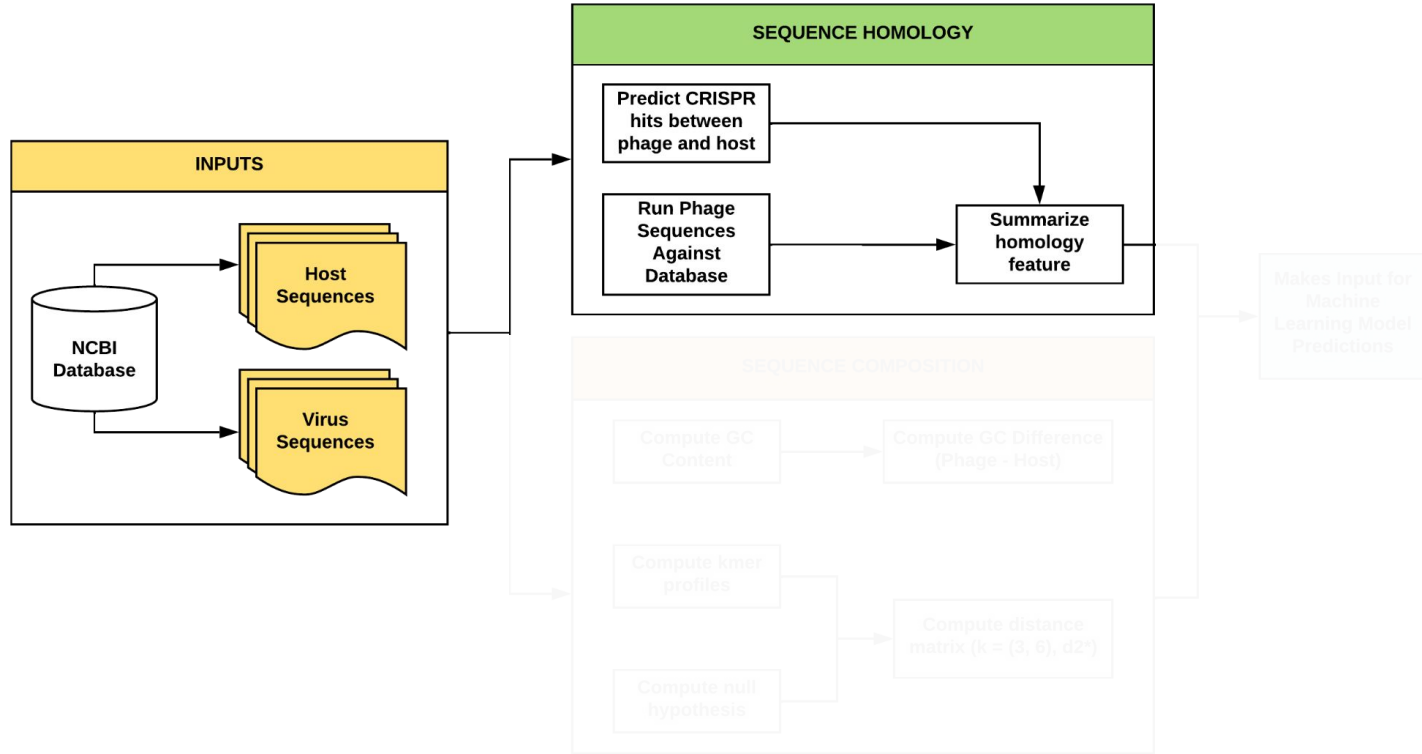 SEQUENCE HOMOLOGY
Predict CRISPR
hits between
phage and host
INPUTS
Run Phage
Sequences
Against
Database
Summarize
homology
feature
Host
Sequences
NCBI
Database
Virus
Sequences
Makes Input for
Machine
Learning Model
Predictions
SEQUENCE COMPOSITION
Compute GC
Content
Compute GC Difference
(Phage - Host)
Compute kmer
profiles
Compute distance
matrix (k = (3, 6), d2*)
Compute null
hypothesis